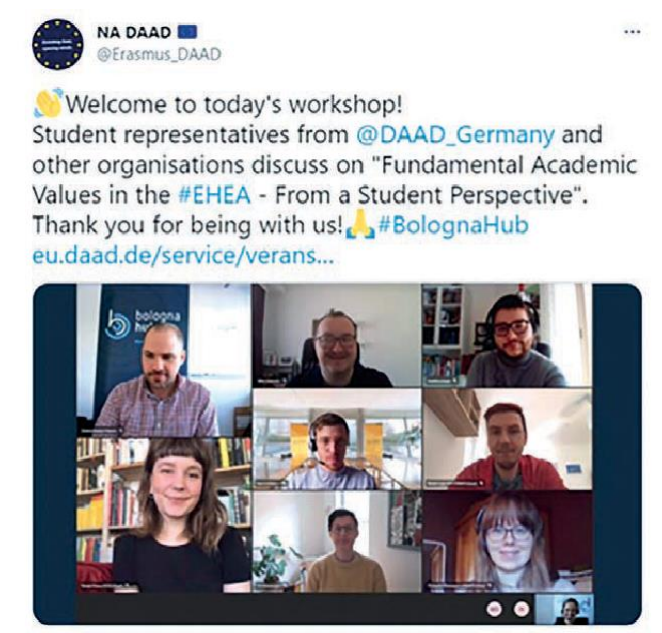 NA DAAD
@Erasmus_DAAD
Welcome to today's workshop!
Student representatives from @DAAD_Germany and
other organisations discuss on "Fundamental Academic
Values in the #EHEA - From a Student Perspective".
Thank you for being with us! #BolognaHub
eu.daad.de/service/verans...
bologna